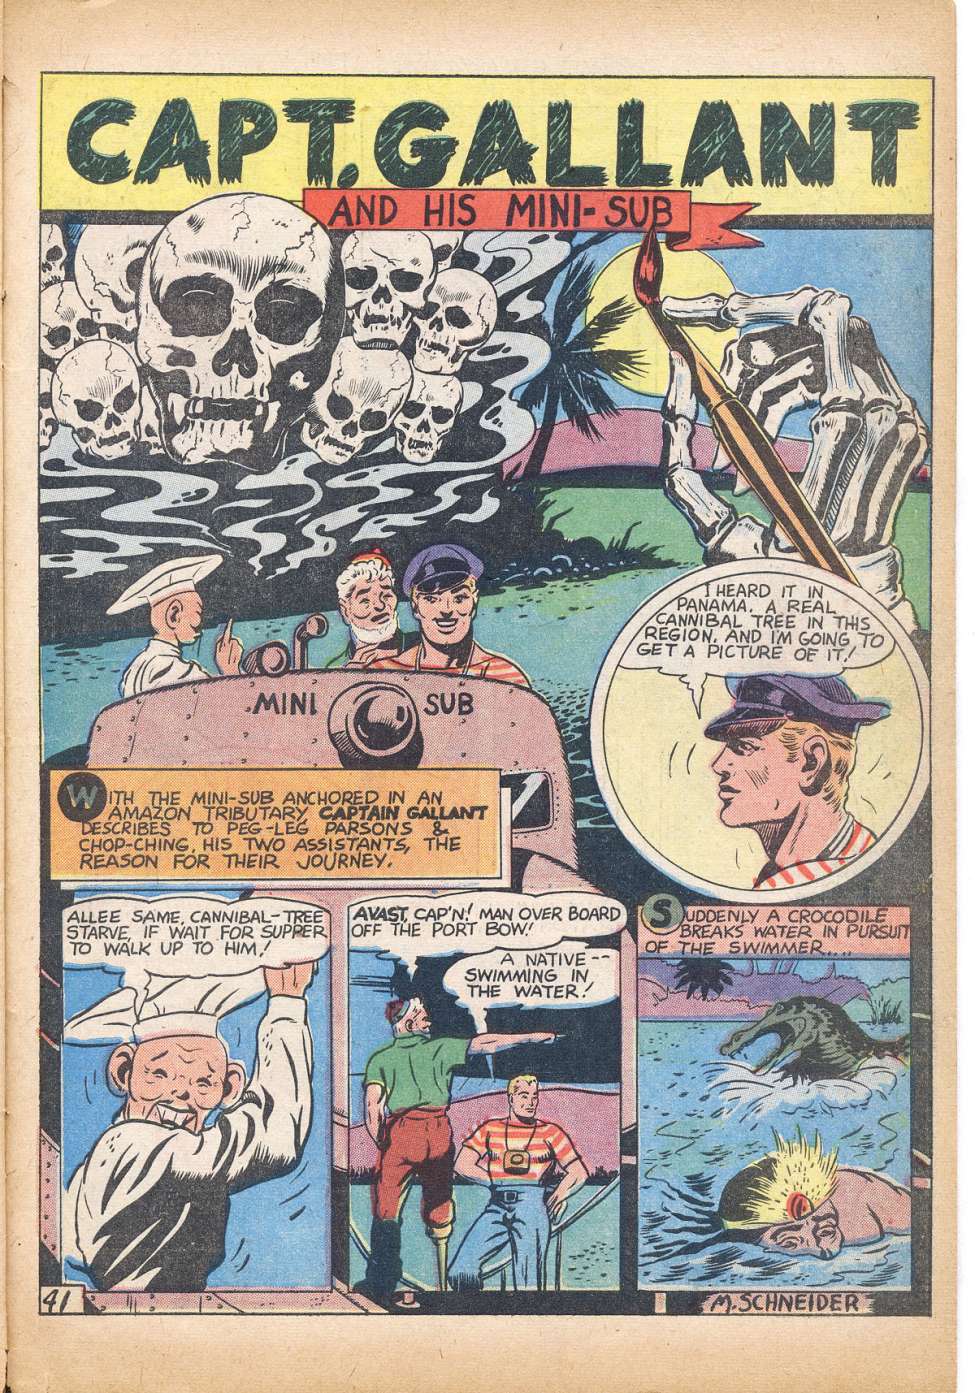 CAPT. GALLANT
AND HIS MINI-SUB
I HEARD IT IN
PANAMA. A REAL
CANNIBAL TREE IN THIS
REGION, AND I'M GOING TO
GET A PICTURE OF IT!
MINI SUB
WITH THE MINI-SUB ANCHORED IN AN
AMAZON TRIBUTARY, CAPTAIN GALLANT
DESCRIBES TO PEG-LEG PARSONS &
CHOP-CHING, HIS TWO ASSISTANTS, THE
REASON FOR THEIR JOURNEY.
ALLEE SAME, CANNIBAL-TREE
STARVE, IF WAIT FOR SUPPER
TO WALK UP TO HIM!
AVAST, CAP'N! MAN OVER BOARD
OFF THE PORT BOW!
A NATIVE--
SWIMMING IN
THE WATER!
SUDDENLY A CROCODILE
BREAKS WATER IN PURSUIT
OF THE SWIMMER....
41
M. SCHNEIDER